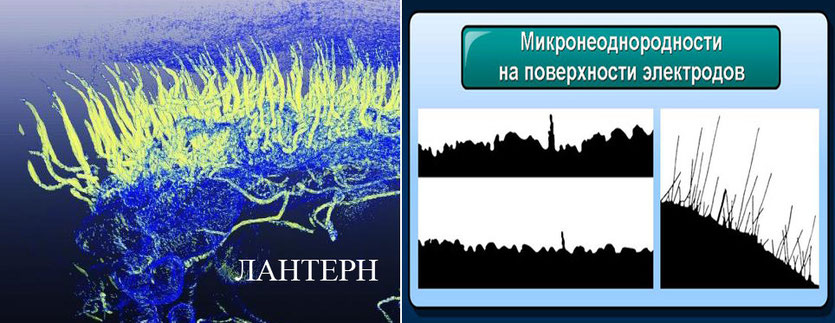 ЛАНТЕРН
Микронеоднородности
на поверхности электродов